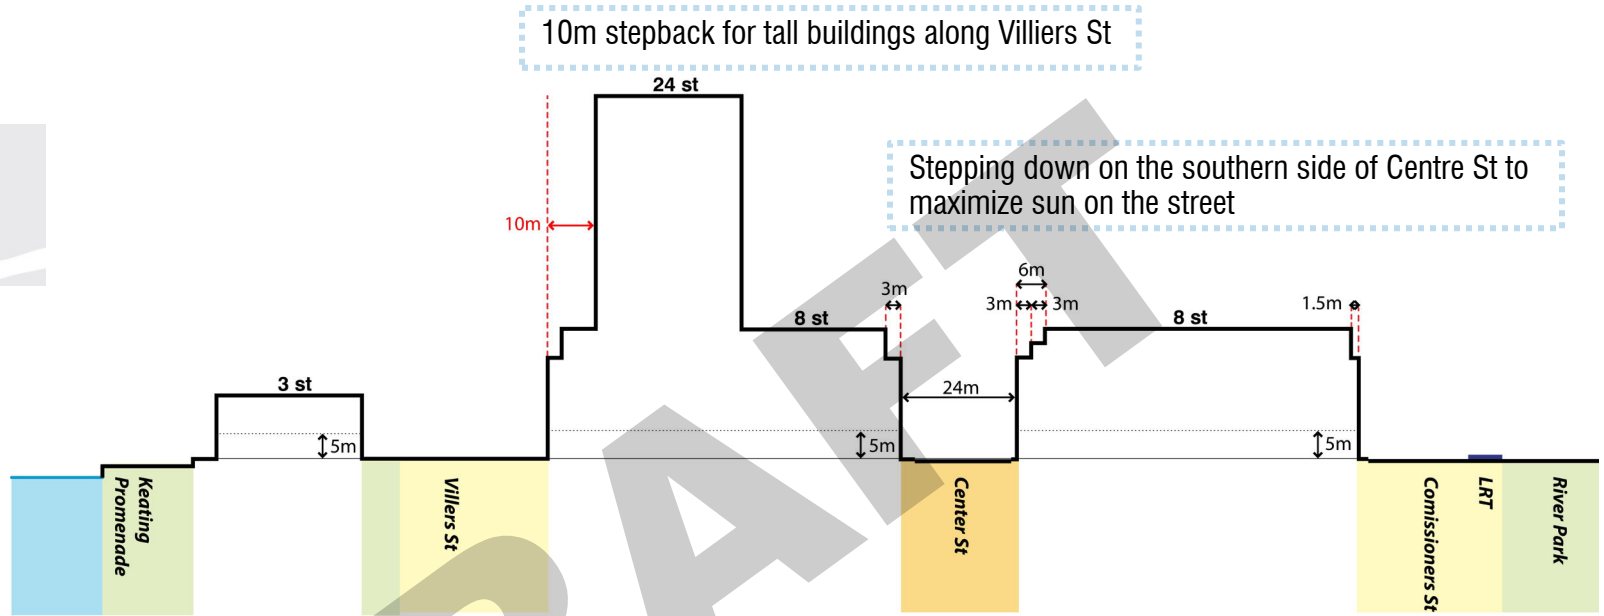 10m stepback for tall buildings along Villiers St
24 st
Stepping down on the southern side of Centre St to
maximize sun on the street
10m
6m
3m
3m
3m
1.5m
8 st
8 st
3 st
24m
5m
5m
5m
Keating
Promenade
Villers St
Center St
Comissioners St
LRT
River Park
DRAFT